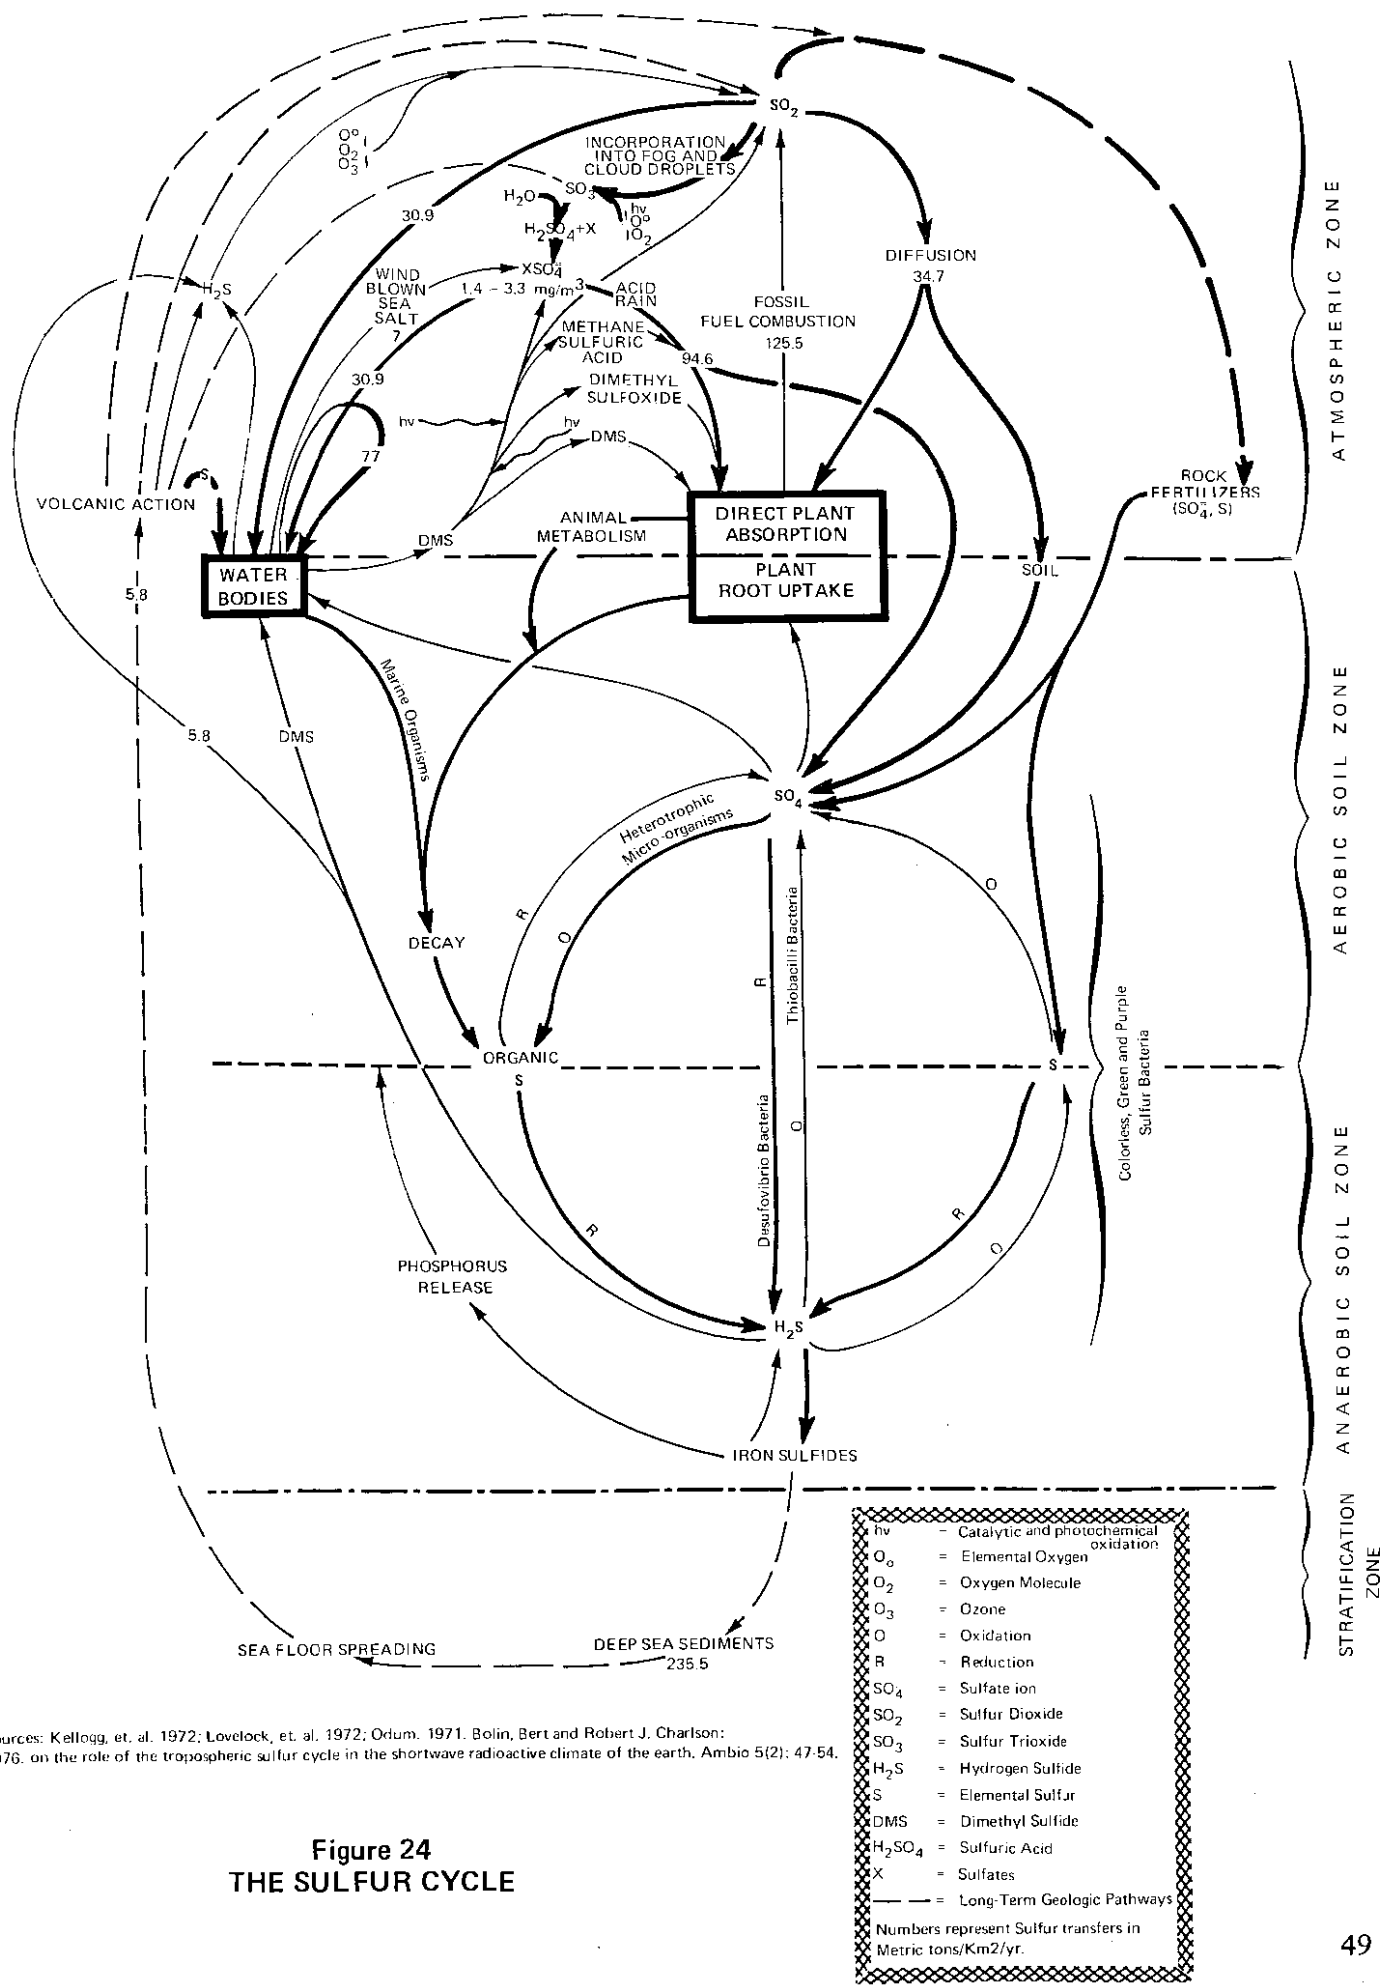 SO2
INCORPORATION
INTO FOG AND
CLOUD DROPLETS
O°
O2
O3
SO3
H2O
hv
O°
O2
H2SO4+X
30.9
DIFFUSION
34.7
XSO4=
1.4 – 3.3 mg/m3
ACID
RAIN
WIND
BLOWN
SEA
SALT
7
H2S
FOSSIL
FUEL COMBUSTION
125.5
METHANE
SULFURIC
ACID
94.6
30.9
DIMETHYL
SULFOXIDE
hv
hv
DMS
77
S
VOLCANIC ACTION
ROCK
FERTILIZERS
(SO4=, S)
ANIMAL
METABOLISM
DIRECT PLANT
ABSORPTION
PLANT
ROOT UPTAKE
DMS
SOIL
WATER
BODIES
5.8
5.8
DMS
Marine Organisms
SO4
Heterotrophic
Micro-organisms
R
O
O
DECAY
R
Thiobacilli Bacteria
ORGANIC
S
S
Desufovibrio Bacteria
O
Colorless, Green and Purple
Sulfur Bacteria
R
R
O
PHOSPHORUS
RELEASE
H2S
IRON SULFIDES
SEA FLOOR SPREADING
DEEP SEA SEDIMENTS
235.5
ATMOSPHERIC ZONE
AEROBIC SOIL ZONE
ANAEROBIC SOIL ZONE
STRATIFICATION
ZONE
hv = Catalytic and photochemical
oxidation
Oo = Elemental Oxygen
O2 = Oxygen Molecule
O3 = Ozone
O = Oxidation
R = Reduction
SO4 = Sulfate ion
SO2 = Sulfur Dioxide
SO3 = Sulfur Trioxide
H2S = Hydrogen Sulfide
S = Elemental Sulfur
DMS = Dimethyl Sulfide
H2SO4 = Sulfuric Acid
X = Sulfates
— — = Long-Term Geologic Pathways
Numbers represent Sulfur transfers in
Metric tons/Km2/yr.
urces: Kellogg, et. al. 1972; Lovelock, et. al. 1972; Odum. 1971. Bolin, Bert and Robert J. Charlson:
76. on the role of the tropospheric sulfur cycle in the shortwave radioactive climate of the earth. Ambio 5(2): 47-54.
Figure 24
THE SULFUR CYCLE
49